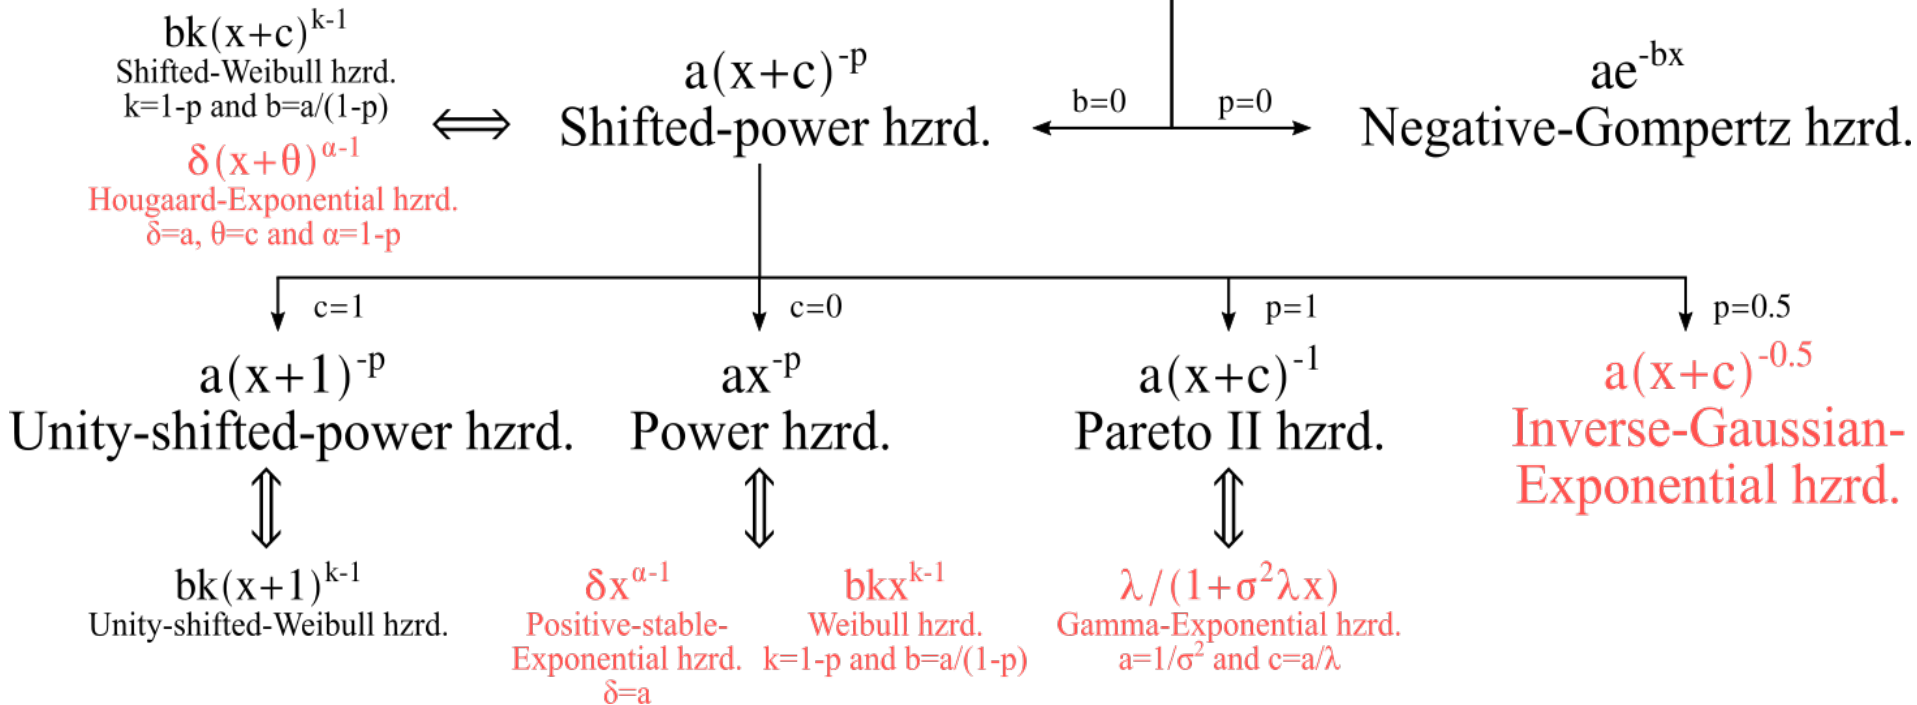 bk(x+c)^k-1
Shifted-Weibull hzrd.
k=1-p and b=a/(1-p)
δ(x+θ)^α-1
Hougaard-Exponential hzrd.
δ=a, θ=c and α=1-p
⇔
a(x+c)^-p
Shifted-power hzrd.
b=0
p=0
ae^-bx
Negative-Gompertz hzrd.
c=1
c=0
p=1
p=0.5
a(x+1)^-p
Unity-shifted-power hzrd.
ax^-p
Power hzrd.
a(x+c)^-1
Pareto II hzrd.
a(x+c)^-0.5
Inverse-Gaussian-
Exponential hzrd.
⇕
⇕
⇕
bk(x+1)^k-1
Unity-shifted-Weibull hzrd.
δx^α-1
Positive-stable-
Exponential hzrd.
δ=a
bkx^k-1
Weibull hzrd.
k=1-p and b=a/(1-p)
λ/(1+σ²λx)
Gamma-Exponential hzrd.
a=1/σ² and c=a/λ